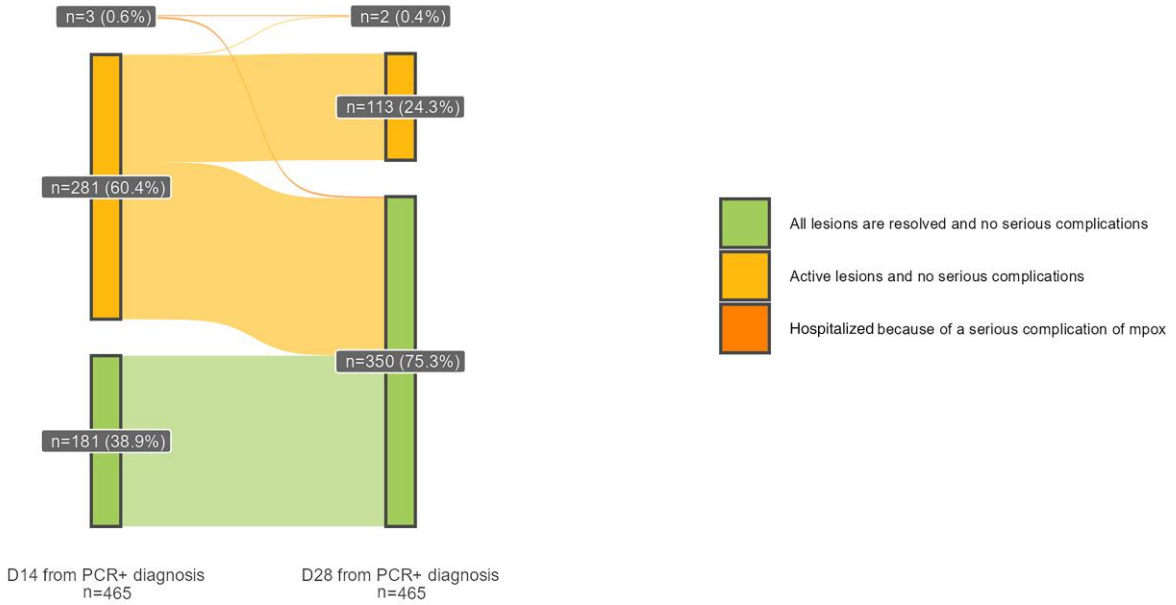 n=3 (0.6%)
n=2 (0.4%)
n=113 (24.3%)
n=281 (60.4%)
n=350 (75.3%)
n=181 (38.9%)
D14 from PCR+ diagnosis
n=465
D28 from PCR+ diagnosis
n=465
All lesions are resolved and no serious complications
Active lesions and no serious complications
Hospitalized because of a serious complication of mpox